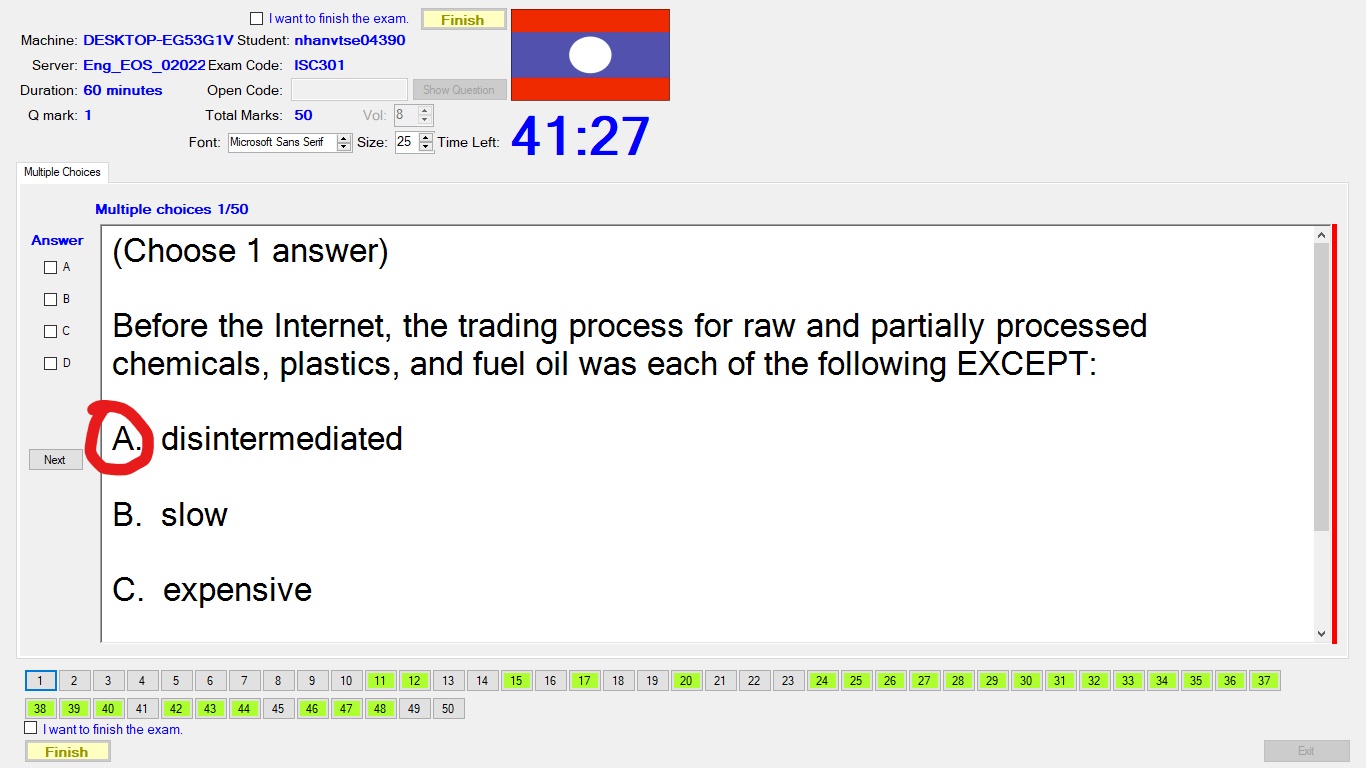 I want to finish the exam.
Finish
Machine: DESKTOP-EG53G1V Student: nhanvtse04390
Server: Eng_EOS_02022 Exam Code: ISC301
Duration: 60 minutes Open Code: Show Question
Q mark: 1 Total Marks: 50 Vol: 8
Font: Microsoft Sans Serif Size: 25 Time Left: 41:27
Multiple Choices
Multiple choices 1/50
Answer
A
B
C
D
Next
(Choose 1 answer)
Before the Internet, the trading process for raw and partially processed
chemicals, plastics, and fuel oil was each of the following EXCEPT:
A. disintermediated
B. slow
C. expensive
1 2 3 4 5 6 7 8 9 10 11 12 13 14 15 16 17 18 19 20 21 22 23 24 25 26 27 28 29 30 31 32 33 34 35 36 37
38 39 40 41 42 43 44 45 46 47 48 49 50
I want to finish the exam.
Finish
Exit